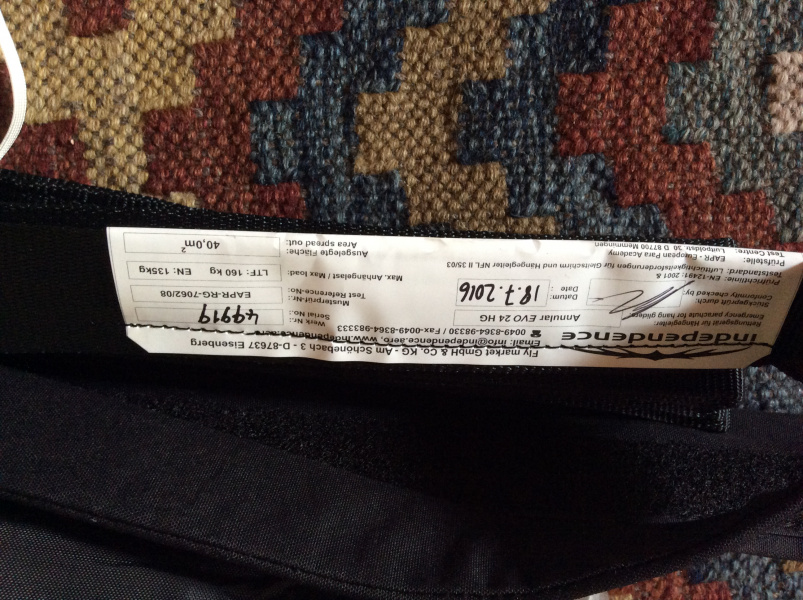 Fly market GmbH & Co. KG - Am Schönebach 3 - D-87637 Eisenberg
independence
Email: info@independence.aero, www.independence.aero
☎ 0049-8364-98330 / Fax -0049-8364-983333
Rettungsgerät für Hängegleiter:
Emergency parachute for hang gliders:
Annular EVO 24 HG
Werk Nr.:
Serial No:
49919
Stückgeprüft durch:
Conformity checked by:
Datum:
Date :
18.7.2016
Musterprüf-Nr.:
Test Reference-No:
EAPR-RG-7062/08
Prüfrichtlinie: EN-12491:2001
Teststandard: Lufttüchtigkeitsforderungen für Gleitschirm und Hängegleiter NFL II 35/03
Max. Anhängelast / Max load:
LTF: 160 kg EN: 135kg
Prüfstelle: EAPR - European Para Academy
Test Centre: Luitpoldstr. 30 D 87700 Memmingen
Ausgelegte Fläche:
Area spread out:
40,0m²